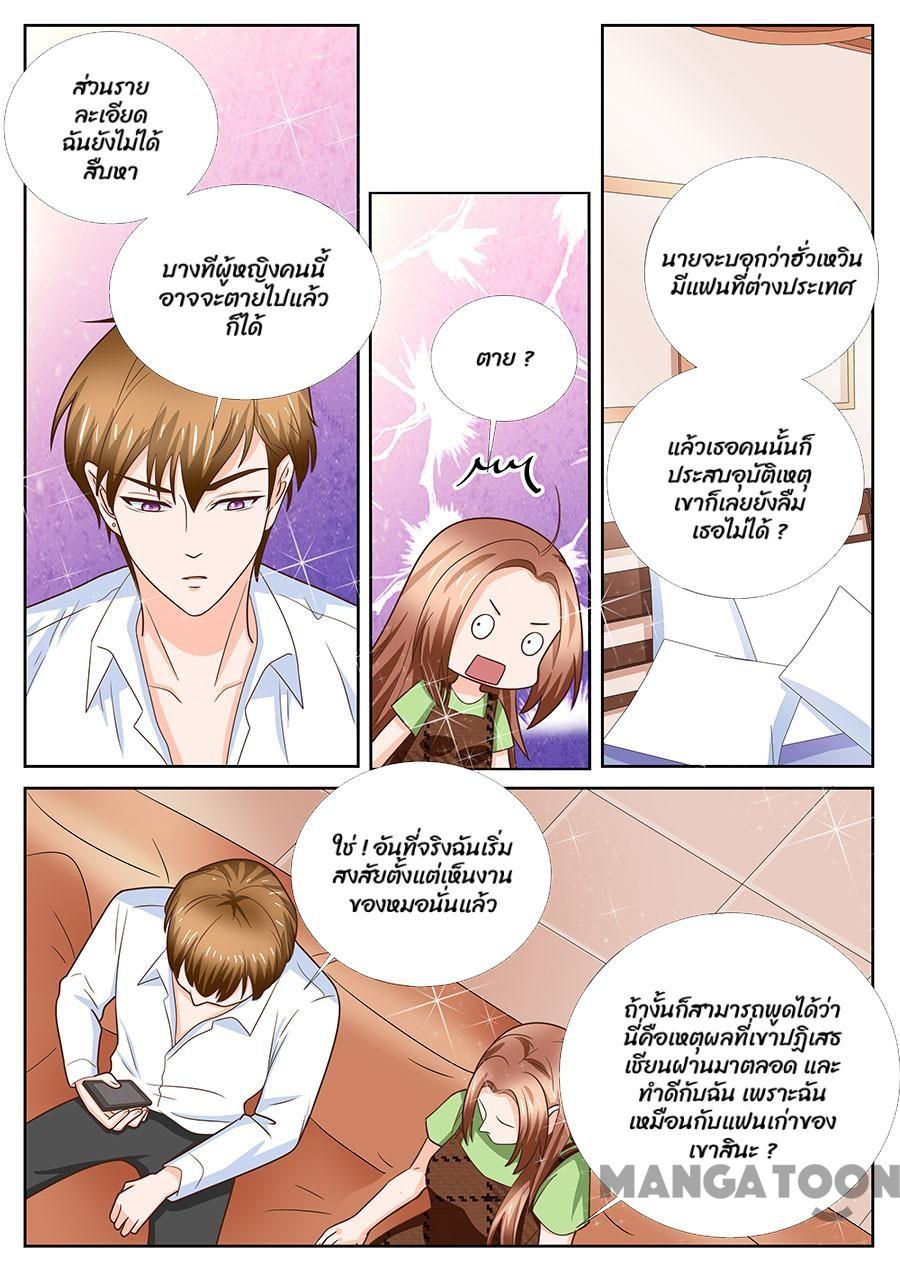 ส่วนราย
ละเอียด
ฉันยังไม่ได้
สืบหา
บางทีผู้หญิงคนนี้
อาจจะตายไปแล้ว
ก็ได้
ตาย ?
นายจะบอกว่าฮั่วเหวิน
มีแฟนที่ต่างประเทศ
แล้วเธอคนนั้นก็
ประสบอุบัติเหตุ
เขาก็เลยยังลืม
เธอไม่ได้ ?
ใช่ ! อันที่จริงฉันเริ่ม
สงสัยตั้งแต่เห็นงาน
ของหมอนั่นแล้ว
ถ้างั้นก็สามารถพูดได้ว่า
นี่คือเหตุผลที่เขาปฏิเสธ
เชียนฝานมาตลอด และ
ทำดีกับฉัน เพราะฉัน
เหมือนกับแฟนเก่าของ
เขาสินะ ?
MANGATOON